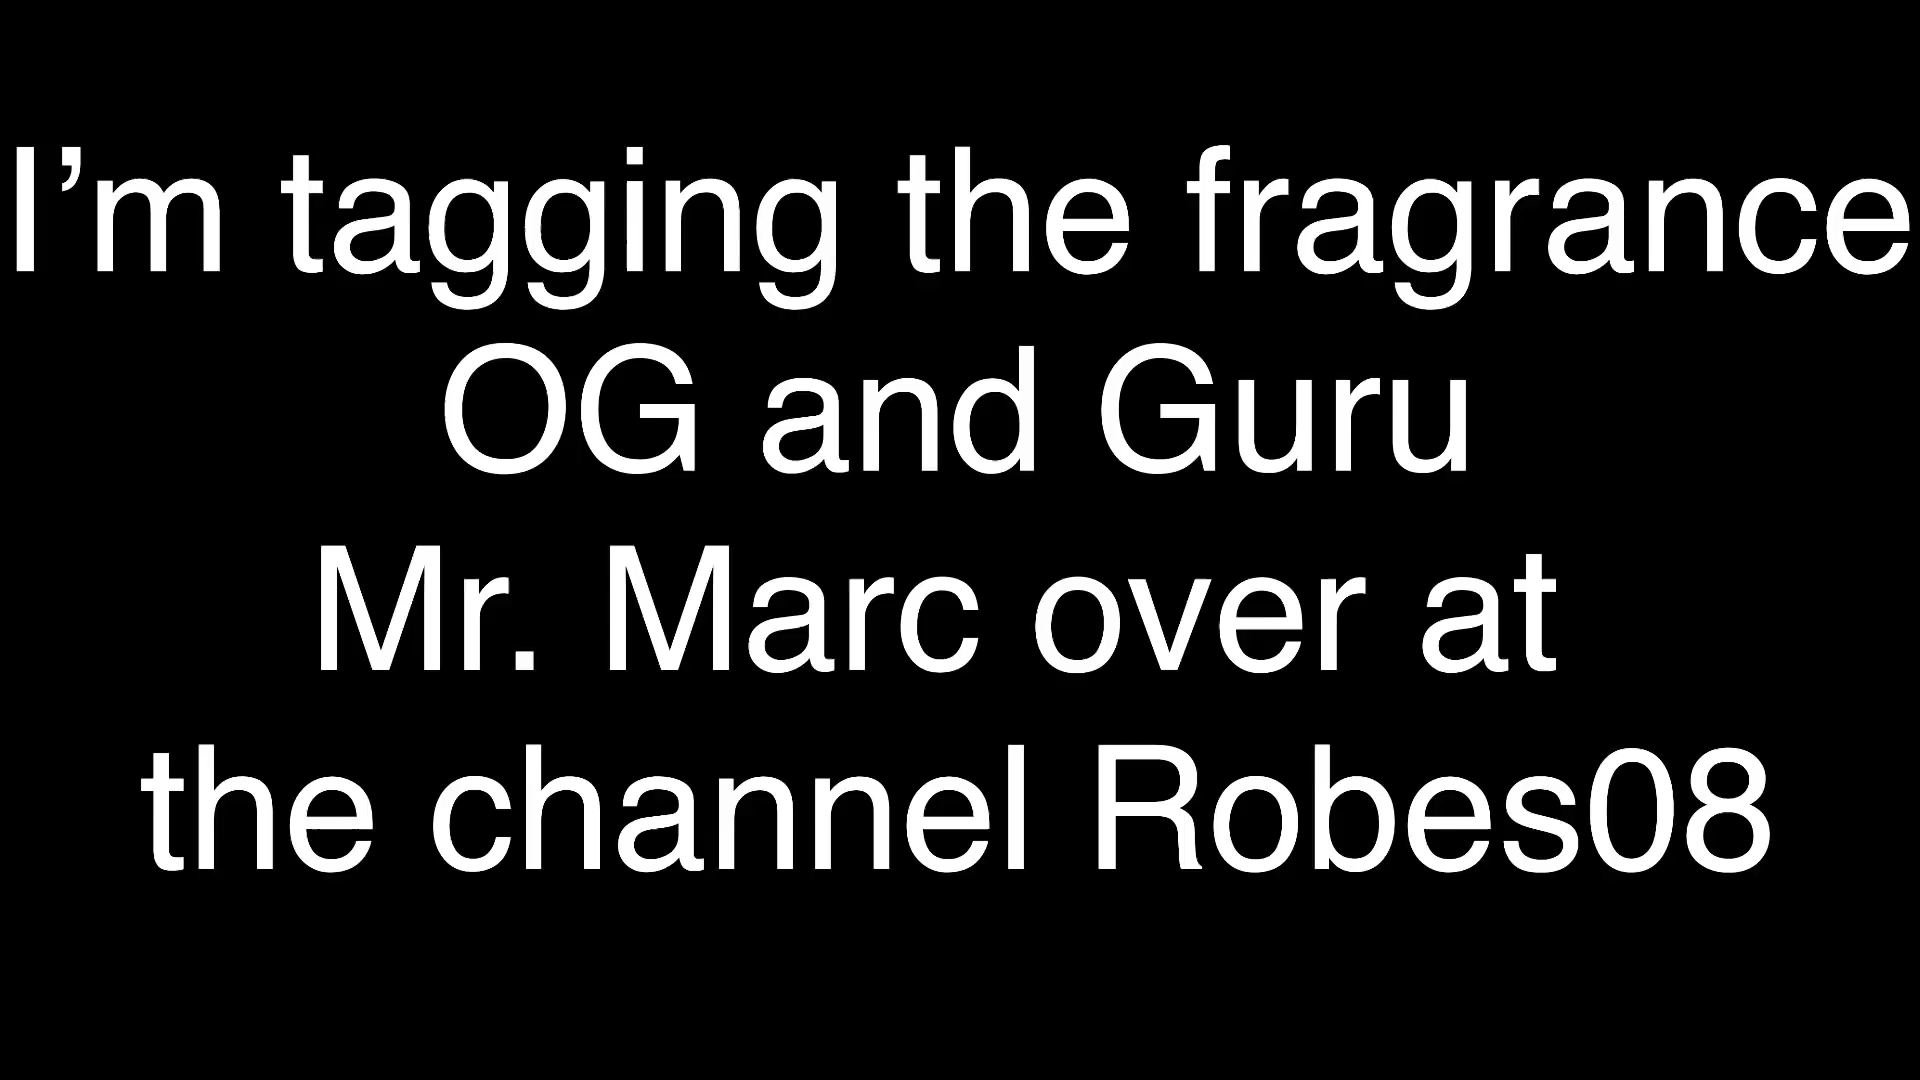 I’m tagging the fragrance
OG and Guru
Mr. Marc over at
the channel Robes08